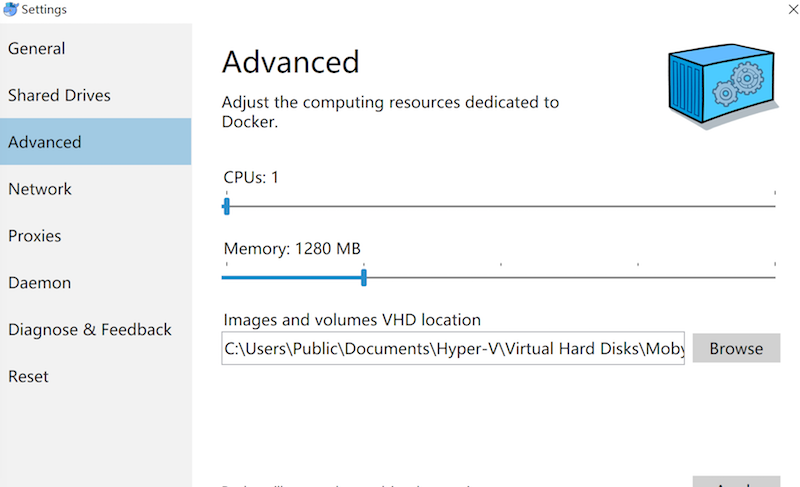 Settings
General
Shared Drives
Advanced
Network
Proxies
Daemon
Diagnose & Feedback
Reset
Advanced
Adjust the computing resources dedicated to
Docker.
CPUs: 1
Memory: 1280 MB
Images and volumes VHD location
C:\Users\Public\Documents\Hyper-V\Virtual Hard Disks\Moby
Browse